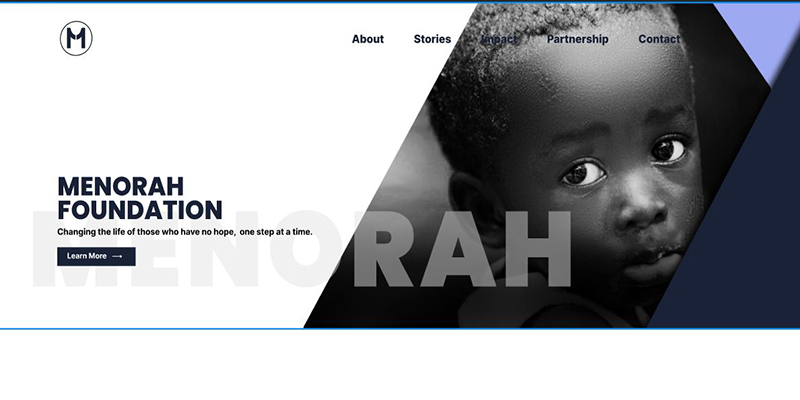 M
About Stories Impact Partnership Contact
MENORAH
FOUNDATION
Changing the life of those who have no hope, one step at a time.
Learn More →
MENORAH